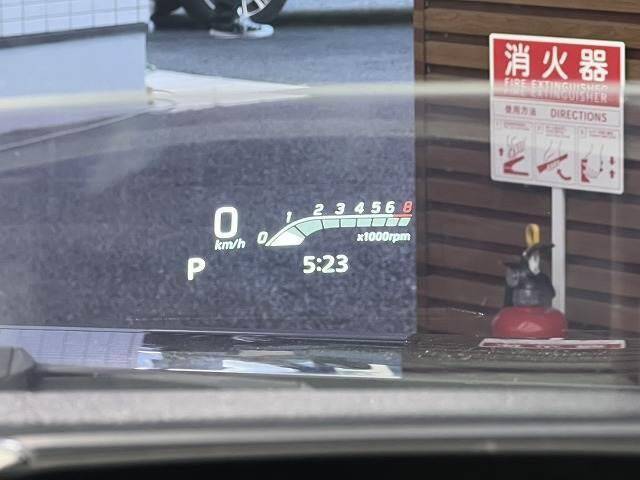 消火器
FIRE EXTINGUISHER
使用方法 DIRECTIONS
0 km/h
0 1 2 3 4 5 6 8
x1000rpm
P
5:23